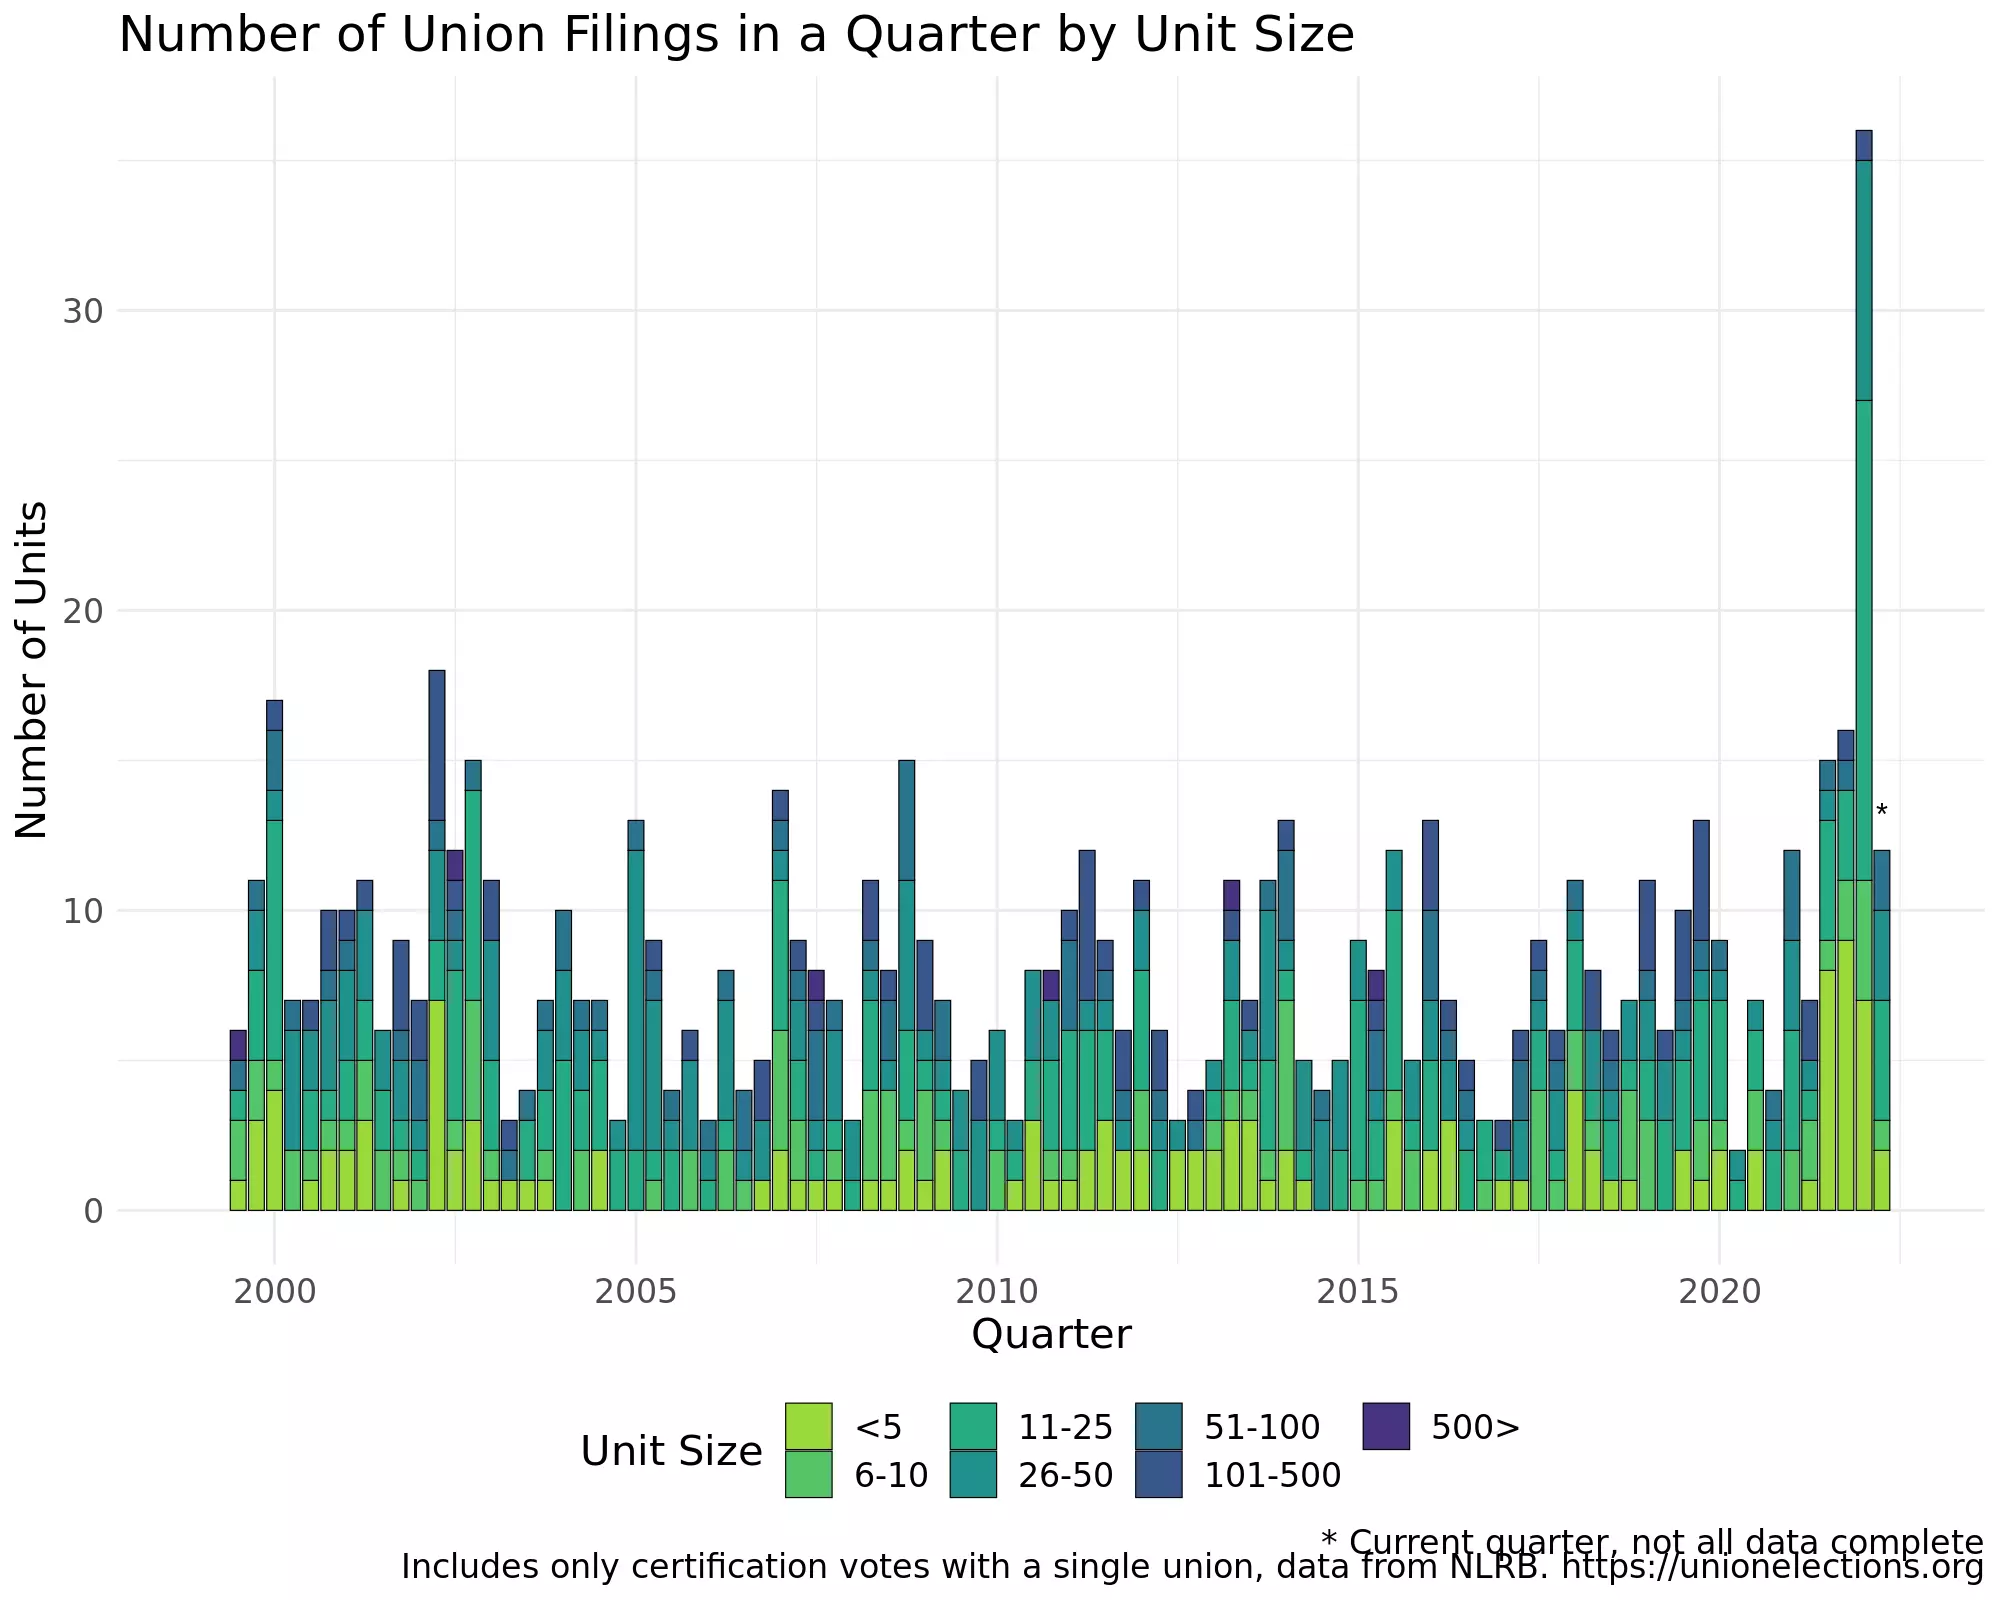 Number of Union Filings in a Quarter by Unit Size
Number of Units
30
20
10
0
*
2000 2005 2010 2015 2020
Quarter
Unit Size
<5 11-25 51-100 500>
6-10 26-50 101-500
* Current quarter, not all data complete
Includes only certification votes with a single union, data from NLRB. https://unionelections.org